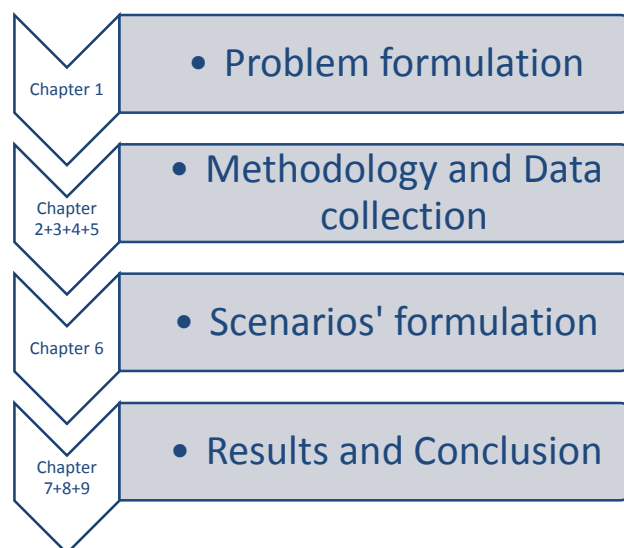 Chapter 1
• Problem formulation
Chapter
2+3+4+5
• Methodology and Data
collection
Chapter 6
• Scenarios' formulation
Chapter
7+8+9
• Results and Conclusion